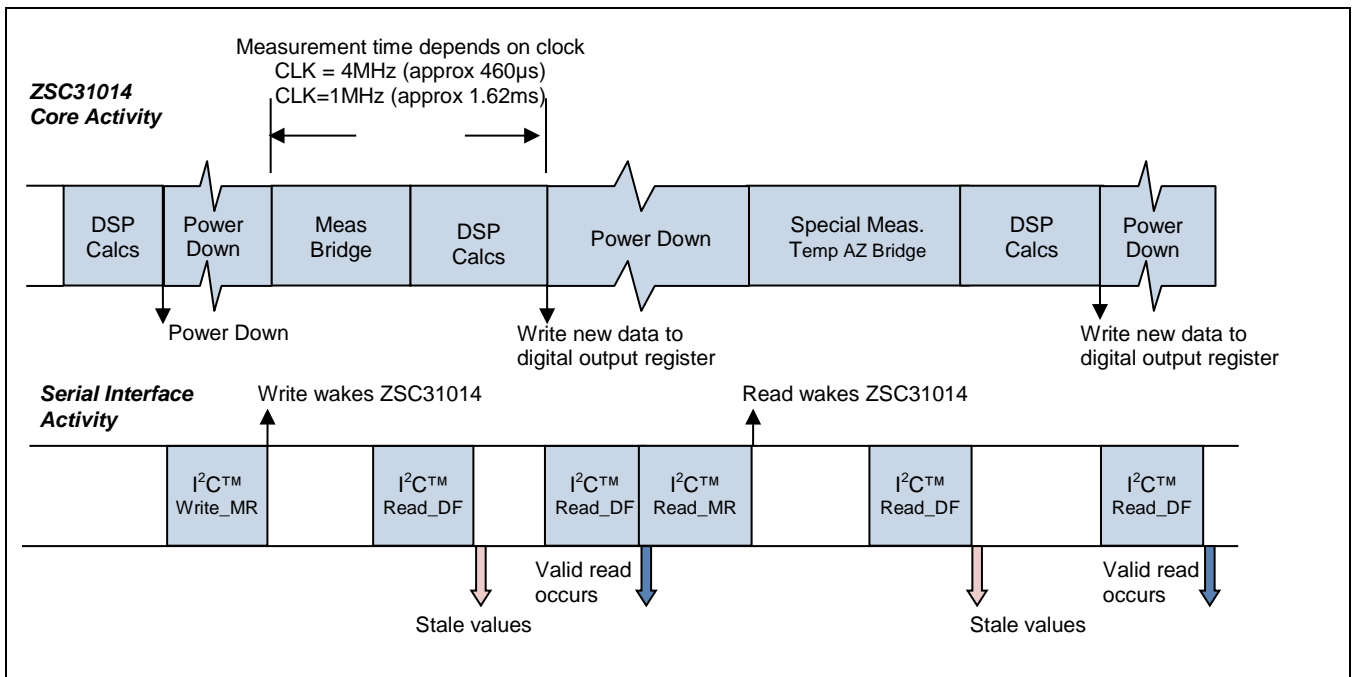 Measurement time depends on clock
CLK = 4MHz (approx 460µs)
CLK=1MHz (approx 1.62ms)
ZSC31014
Core Activity
DSP
Calcs
Power
Down
Meas
Bridge
DSP
Calcs
Power Down
Special Meas.
Temp AZ Bridge
DSP
Calcs
Power
Down
Power Down
Write new data to
digital output register
Write new data to
digital output register
Serial Interface
Activity
Write wakes ZSC31014
Read wakes ZSC31014
I²C™
Write_MR
I²C™
Read_DF
I²C™
Read_DF
I²C™
Read_MR
I²C™
Read_DF
I²C™
Read_DF
Stale values
Valid read
occurs
Stale values
Valid read
occurs